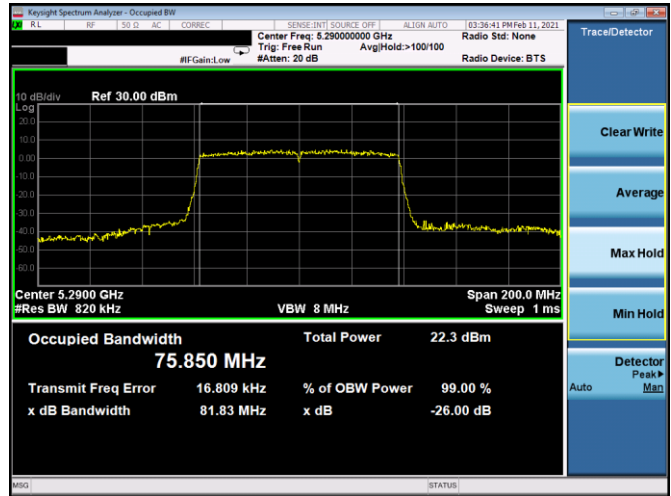 Keysight Spectrum Analyzer - Occupied BW
RL RF 50 Ω AC CORREC SENSE:INT SOURCE OFF ALIGN AUTO 03:36:41 PM Feb 11, 2021
Center Freq: 5.290000000 GHz Radio Std: None
Trig: Free Run Avg|Hold:>100/100
#IFGain:Low #Atten: 20 dB Radio Device: BTS
Trace/Detector
10 dB/div Ref 30.00 dBm
Log
20.0
10.0
0.00
-10.0
-20.0
-30.0
-40.0
-50.0
-60.0
Center 5.2900 GHz Span 200.0 MHz
#Res BW 820 kHz VBW 8 MHz Sweep 1 ms
Occupied Bandwidth Total Power 22.3 dBm
75.850 MHz
Transmit Freq Error 16.809 kHz % of OBW Power 99.00 %
x dB Bandwidth 81.83 MHz x dB -26.00 dB
Clear Write
Average
Max Hold
Min Hold
Detector
Peak▶
Auto Man
MSG STATUS